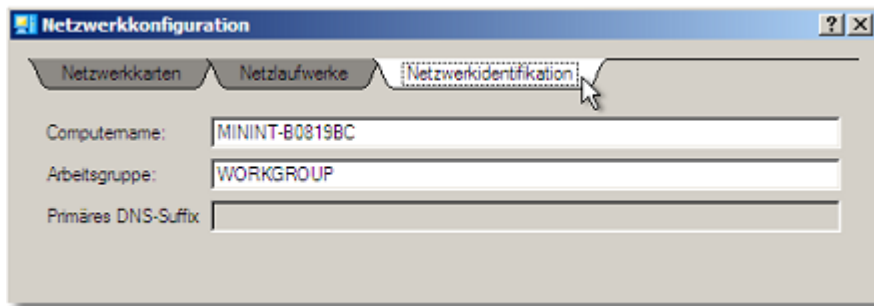 Netzwerkkonfiguration
Netzwerkkarten Netzlaufwerke Netzwerkidentifikation
Computername: MININT-B0819BC
Arbeitsgruppe: WORKGROUP
Primäres DNS-Suffix